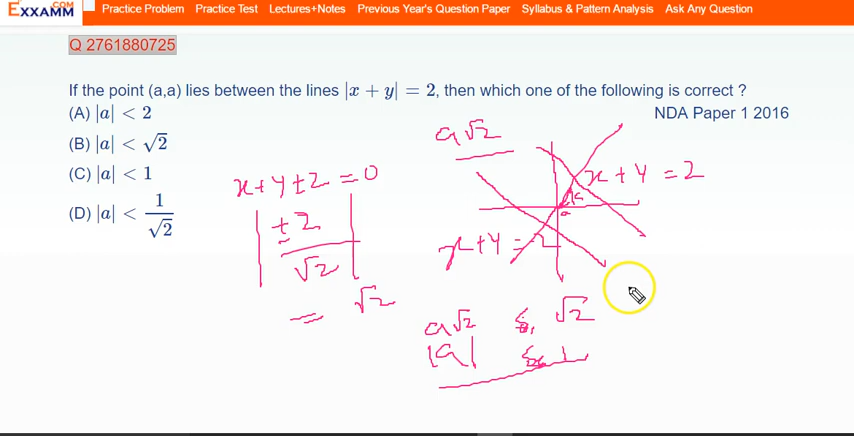 EXXAMM .COM Practice Problem Practice Test Lectures+Notes Previous Year's Question Paper Syllabus & Pattern Analysis Ask Any Question
Q 2761880725
If the point (a,a) lies between the lines |x + y| = 2, then which one of the following is correct ?
(A) |a| < 2
NDA Paper 1 2016
(B) |a| < √2
(C) |a| < 1
(D) |a| < 1/√2
a√2
x+y±2 =0
x+y =2
|±2/√2|
x+y =-2
= √2
a√2 √2
|a| 1